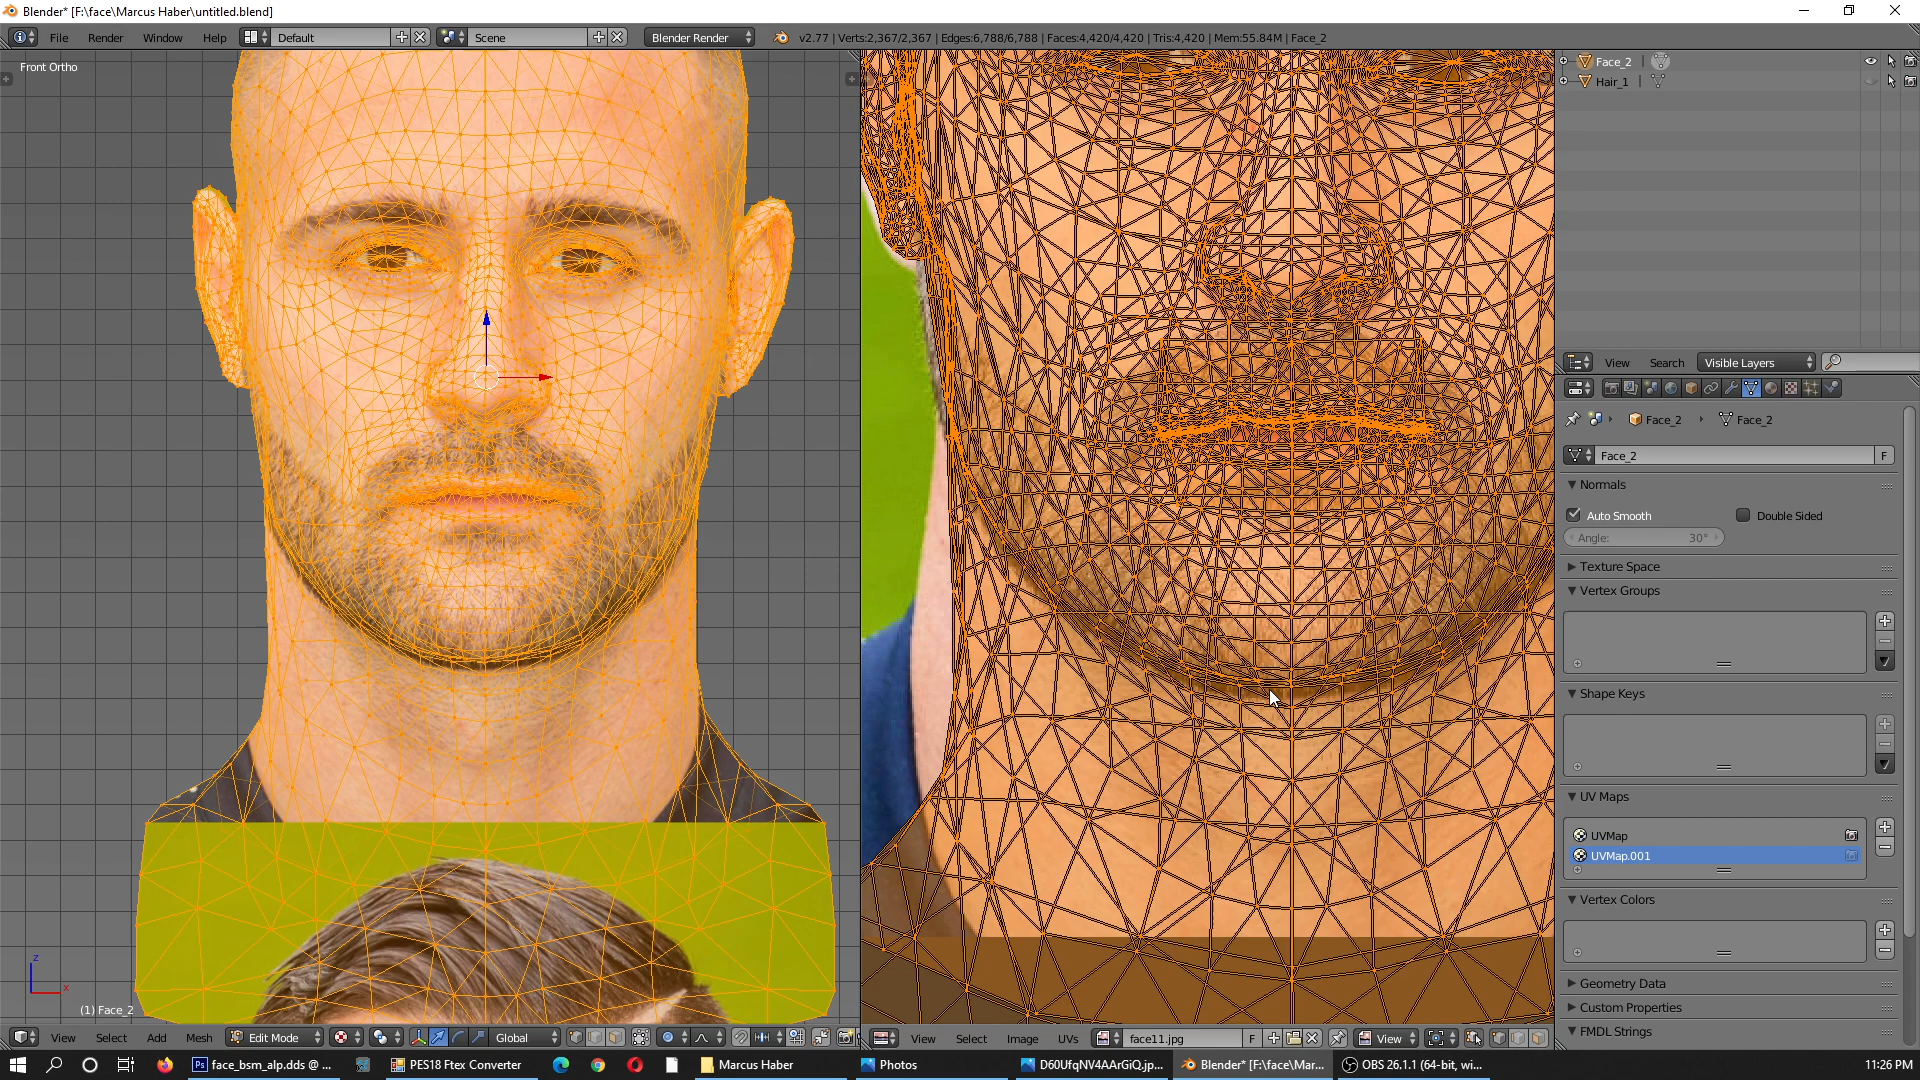 Blender* [F:\face\Marcus Haber\untitled.blend]
File Render Window Help Default Scene Blender Render v2.77 | Verts:2,367/2,367 | Edges:6,788/6,788 | Faces:4,420/4,420 | Tris:4,420 | Mem:55.84M | Face_2
Front Ortho
Face_2
Hair_1
View Search Visible Layers
Face_2 Face_2
Face_2 F
Normals
Auto Smooth Double Sided
Angle: 30°
Texture Space
Vertex Groups
Shape Keys
UV Maps
UVMap
UVMap.001
Vertex Colors
Geometry Data
Custom Properties
FMDL Strings
z
x
(1) Face_2
View Select Add Mesh Edit Mode Global
View Select Image UVs face11.jpg F View
Ps face_bsm_alp.dds @ ... PES18 Ftex Converter Marcus Haber Photos D60UfqNV4AArGiQ.jp... Blender* [F:\face\Mar... OBS 26.1.1 (64-bit, wi... 11:26 PM